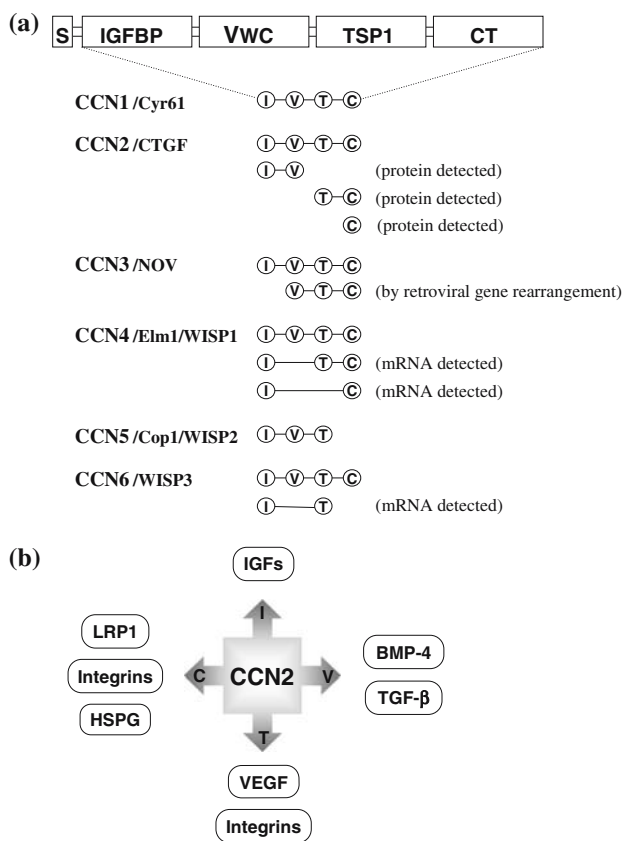 (a)
S IGFBP VWC TSP1 CT
CCN1/Cyr61 I V T C
CCN2/CTGF I V T C
I V (protein detected)
T C (protein detected)
C (protein detected)
CCN3/NOV I V T C
V T C (by retroviral gene rearrangement)
CCN4/Elm1/WISP1 I V T C
I T C (mRNA detected)
I C (mRNA detected)
CCN5/Cop1/WISP2 I V T
CCN6/WISP3 I V T C
I T (mRNA detected)
(b)
IGFs
I
LRP1
Integrins
HSPG
C CCN2 V
BMP-4
TGF-β
T
VEGF
Integrins